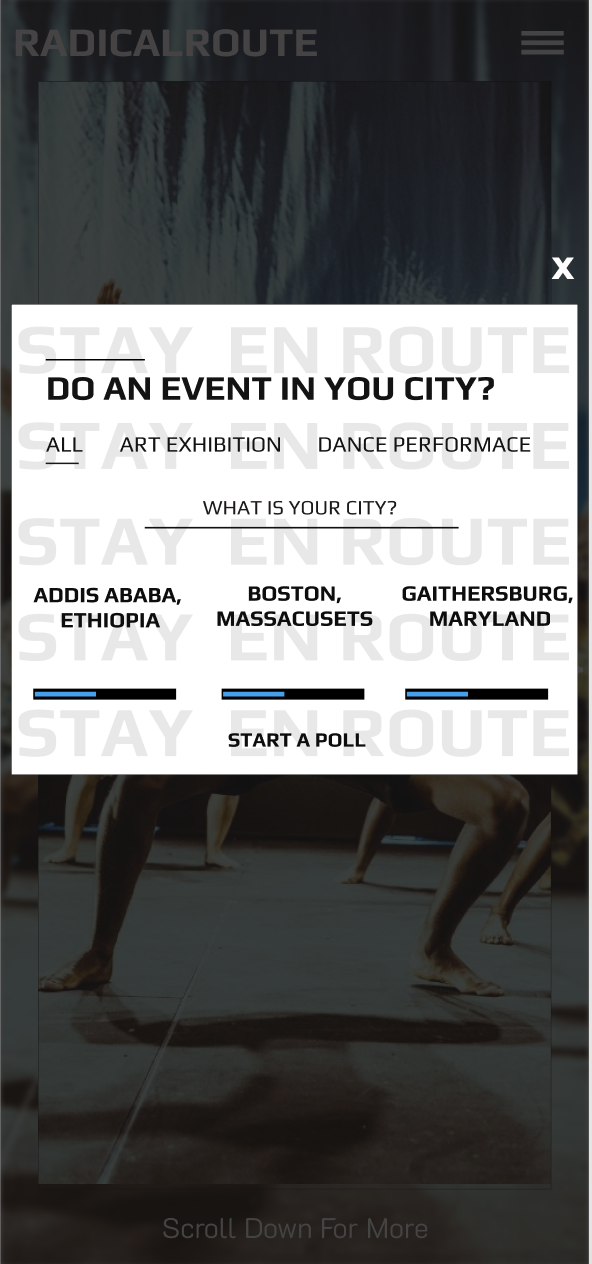 RADICALROUTE
X
STAY EN ROUTE
DO AN EVENT IN YOU CITY?
STAY EN ROUTE
ALL ART EXHIBITION DANCE PERFORMACE
WHAT IS YOUR CITY?
STAY EN ROUTE
ADDIS ABABA,
ETHIOPIA
BOSTON,
MASSACUSETS
GAITHERSBURG,
MARYLAND
STAY EN ROUTE
STAY EN ROUTE
START A POLL
Scroll Down For More